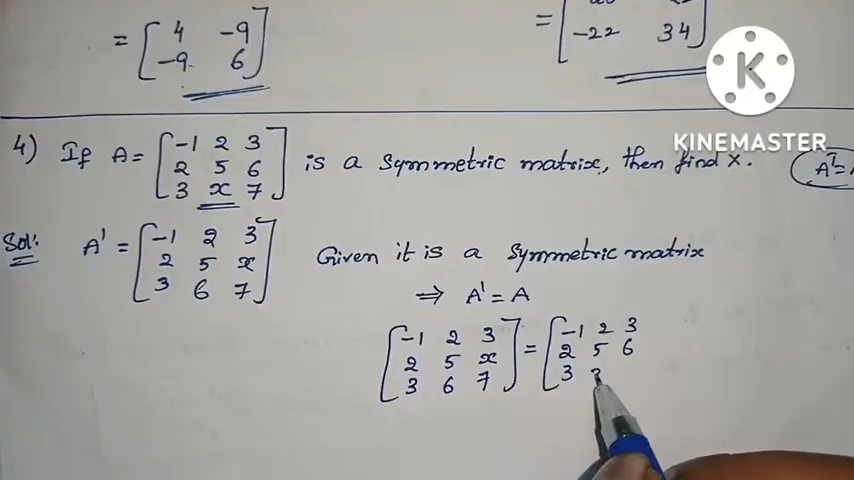 = [ 4 -9
-9 6 ]
= [
-22 34 ]
K
KINEMASTER
4) If A = [ -1 2 3
2 5 6
3 x 7 ] is a symmetric matrix, then find x.
Sol: A' = [ -1 2 3
2 5 x
3 6 7 ]
Given it is a symmetric matrix
⇒ A' = A
[ -1 2 3
2 5 x
3 6 7 ] = [ -1 2 3
2 5 6
3